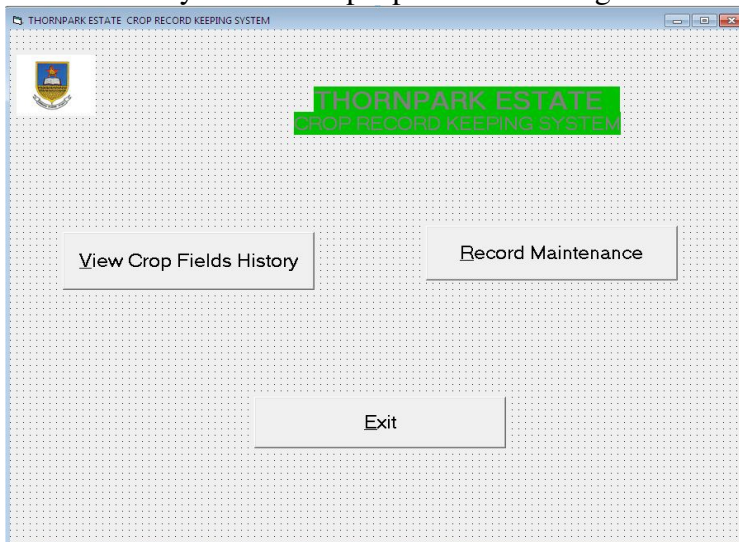 THORNPARK ESTATE CROP RECORD KEEPING SYSTEM
THORNPARK ESTATE
CROP RECORD KEEPING SYSTEM
View Crop Fields History
Record Maintenance
Exit